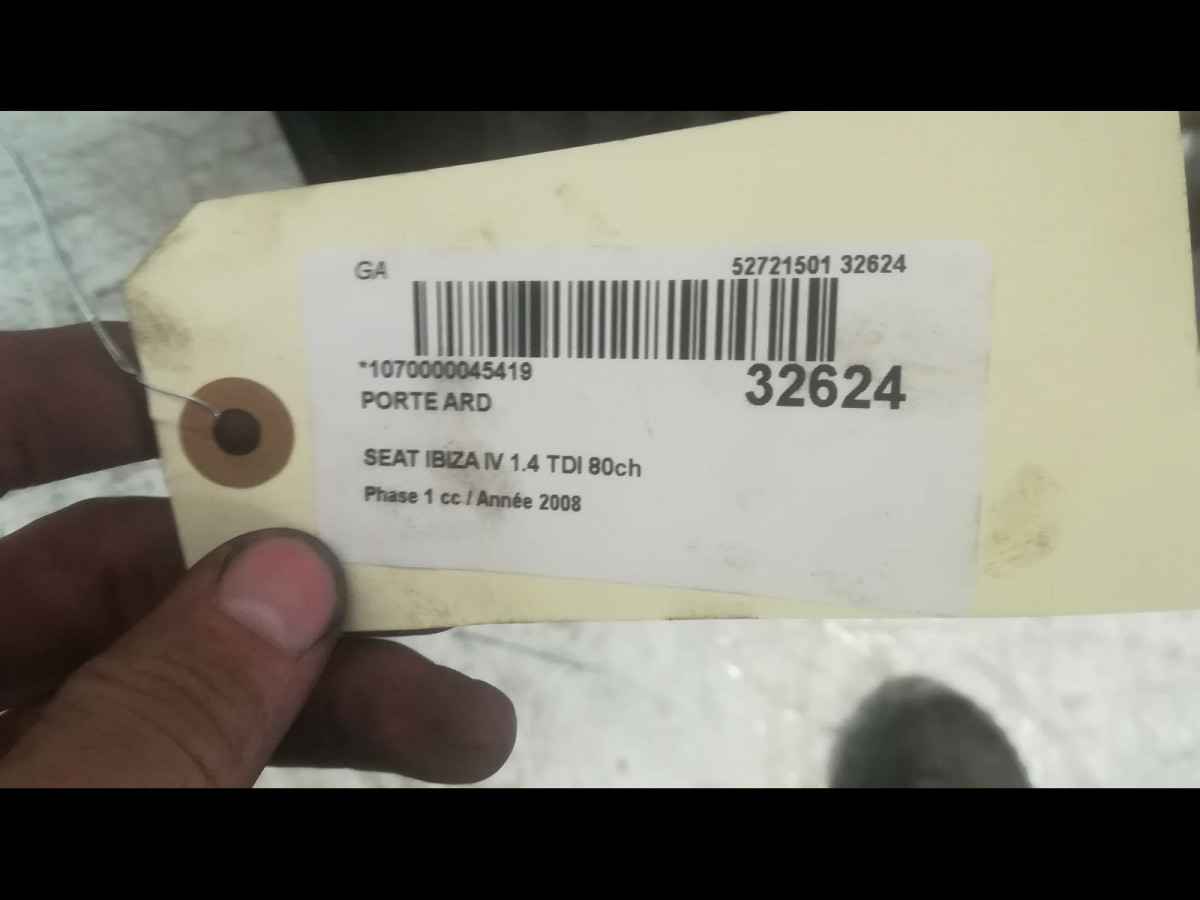 GA
52721501 32624
*1070000045419
32624
PORTE ARD
SEAT IBIZA IV 1.4 TDI 80ch
Phase 1 cc / Année 2008